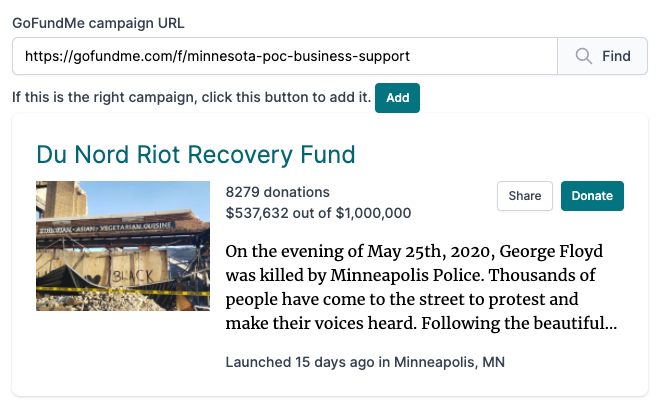 GoFundMe campaign URL
https://gofundme.com/f/minnesota-poc-business-support
Find
If this is the right campaign, click this button to add it. Add
Du Nord Riot Recovery Fund
8279 donations
$537,632 out of $1,000,000
Share
Donate
ASIAN • VEGETARIAN CUISINE
BLACK
On the evening of May 25th, 2020, George Floyd
was killed by Minneapolis Police. Thousands of
people have come to the street to protest and
make their voices heard. Following the beautiful...
Launched 15 days ago in Minneapolis, MN